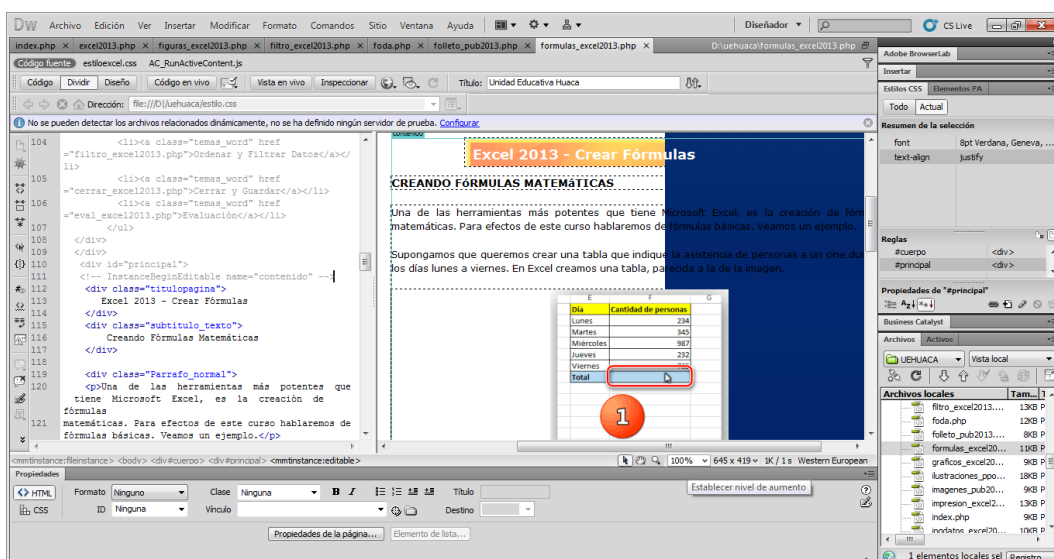 DW Archivo Edición Ver Insertar Modificar Formato Comandos Sitio Ventana Ayuda Diseñador CS Live
index.php × excel2013.php × figuras_excel2013.php × filtro_excel2013.php × foda.php × folleto_pub2013.php × formulas_excel2013.php × D:\uehuaca\formulas_excel2013.php
Código fuente estiloexcel.css AC_RunActiveContent.js
Código Dividir Diseño Código en vivo Vista en vivo Inspeccionar Título: Unidad Educativa Huaca
Dirección: file:///D|/uehuaca/estilo.css
No se pueden detectar los archivos relacionados dinámicamente, no se ha definido ningún servidor de prueba. Configurar
104 <li><a class="temas_word" href
="filtro_excel2013.php">Ordenar y Filtrar Datos</a></
li>
105 <li><a class="temas_word" href
="cerrar_excel2013.php">Cerrar y Guardar</a></li>
106 <li><a class="temas_word" href
="eval_excel2013.php">Evaluación</a></li>
107 </ul>
108 </div>
109 </div>
110 <div id="principal">
111 <!-- InstanceBeginEditable name="contenido" -->
112 <div class="titulopagina">
113 Excel 2013 - Crear Fórmulas
114 </div>
115 <div class="subtitulo_texto">
116 Creando Fórmulas Matemáticas
117 </div>
118
119 <div class="Parrafo_normal">
120 <p>Una de las herramientas más potentes que
tiene Microsoft Excel, es la creación de
fórmulas
121 matemáticas. Para efectos de este curso hablaremos de
fórmulas básicas. Veamos un ejemplo.</p>
contenido
Excel 2013 - Crear Fórmulas
CREANDO FóRMULAS MATEMáTICAS
Una de las herramientas más potentes que tiene Microsoft Excel, es la creación de fórm
matemáticas. Para efectos de este curso hablaremos de fórmulas básicas. Veamos un ejemplo.
Supongamos que queremos crear una tabla que indique la asistencia de personas a un cine dur
los días lunes a viernes. En Excel creamos una tabla, parecida a la de la imagen.
E F G
Día Cantidad de personas
Lunes 234
Martes 345
Miércoles 987
Jueves 232
Viernes
Total
1
<mmtinstance:fileinstance> <body> <div#cuerpo> <div#principal> <mmtinstance:editable>
100% 645 x 419 1K / 1 s Western European
Establecer nivel de aumento
Propiedades
HTML Formato Ninguno Clase Ninguna B I Título
CSS ID Ninguna Vínculo Destino
Propiedades de la página... Elemento de lista...
Adobe BrowserLab
Insertar
Estilos CSS Elementos PA
Todo Actual
Resumen de la selección
font 8pt Verdana, Geneva, ...
text-align justify
Reglas
#cuerpo <div>
#principal <div>
Propiedades de "#principal"
Business Catalyst
Archivos Activos
UEHUACA Vista local
Archivos locales Tam... T
filtro_excel2013.... 13KB P
foda.php 12KB P
folleto_pub2013.... 8KB P
formulas_excel20... 11KB P
graficos_excel20... 9KB P
ilustraciones_ppo... 18KB P
imagenes_pub20... 9KB P
impresion_excel2... 13KB P
index.php 9KB P
ingdatos_excel20... 10KB P
1 elementos locales sel Registro